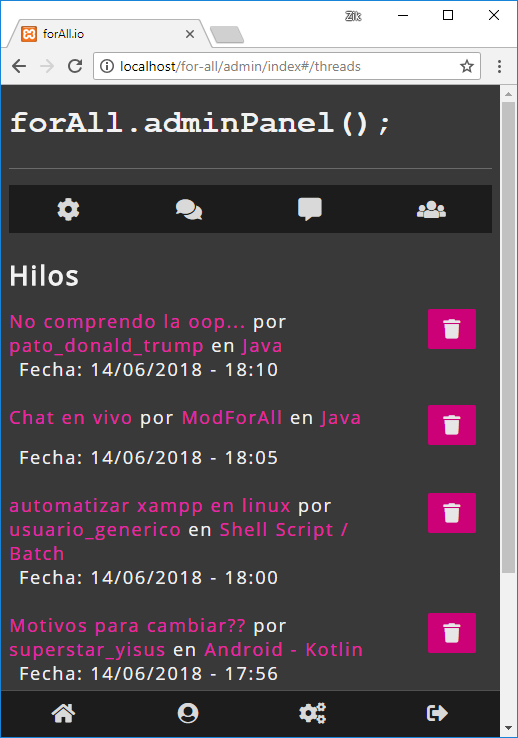 Zik
forAll.io
localhost/for-all/admin/index#/threads
forAll.adminPanel();
Hilos
No comprendo la oop... por
pato_donald_trump en Java
Fecha: 14/06/2018 - 18:10
Chat en vivo por ModForAll en Java
Fecha: 14/06/2018 - 18:05
automatizar xampp en linux por
usuario_generico en Shell Script /
Batch
Fecha: 14/06/2018 - 18:00
Motivos para cambiar?? por
superstar_yisus en Android - Kotlin
Fecha: 14/06/2018 - 17:56